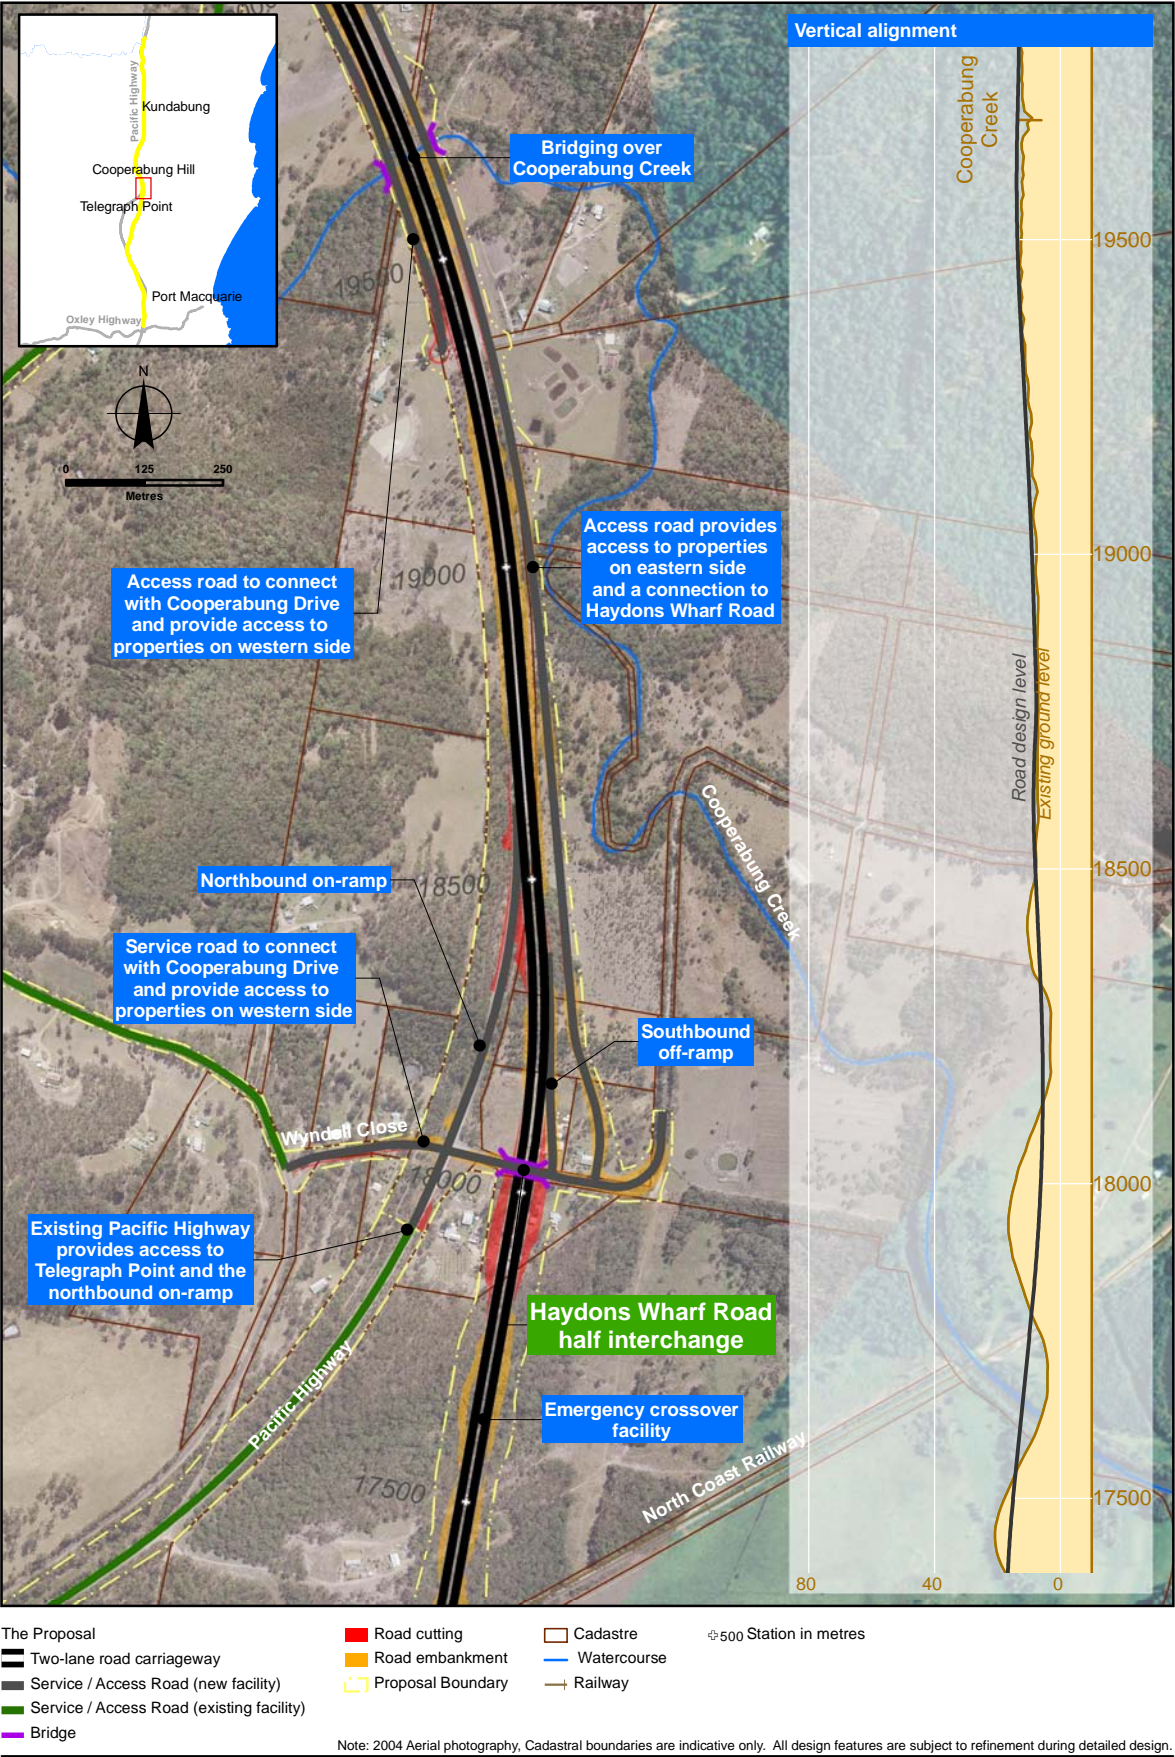 Vertical alignment
Pacific Highway
Kundabung
Cooperabung Hill
Telegraph Point
Port Macquarie
Oxley Highway
N
0 125 250
Metres
Bridging over
Cooperabung Creek
Cooperabung
Creek
19500
19500
Access road provides
access to properties
on eastern side
and a connection to
Haydons Wharf Road
19000
19000
Access road to connect
with Cooperabung Drive
and provide access to
properties on western side
Road design level
Existing ground level
Cooperabung Creek
Northbound on-ramp
18500
18500
Service road to connect
with Cooperabung Drive
and provide access to
properties on western side
Southbound
off-ramp
Wyndell Close
18000
18000
Existing Pacific Highway
provides access to
Telegraph Point and the
northbound on-ramp
Haydons Wharf Road
half interchange
Pacific Highway
Emergency crossover
facility
North Coast Railway
17500
17500
80 40 0
The Proposal
Two-lane road carriageway
Service / Access Road (new facility)
Service / Access Road (existing facility)
Bridge
Road cutting
Road embankment
Proposal Boundary
Cadastre
Watercourse
Railway
500 Station in metres
Note: 2004 Aerial photography, Cadastral boundaries are indicative only. All design features are subject to refinement during detailed design.